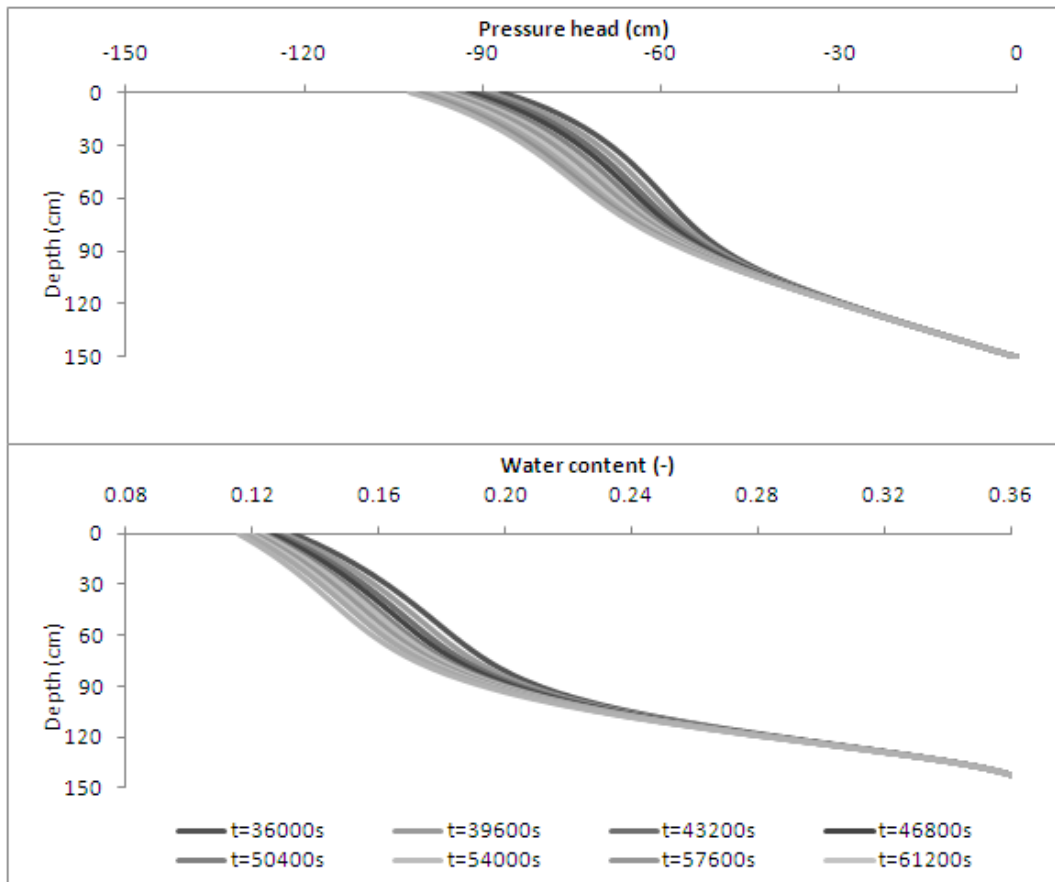 Pressure head (cm)
-150 -120 -90 -60 -30 0
0
30
60
90
120
150
Depth (cm)
Water content (-)
0.08 0.12 0.16 0.20 0.24 0.28 0.32 0.36
0
30
60
90
120
150
Depth (cm)
t=36000s t=39600s t=43200s t=46800s
t=50400s t=54000s t=57600s t=61200s